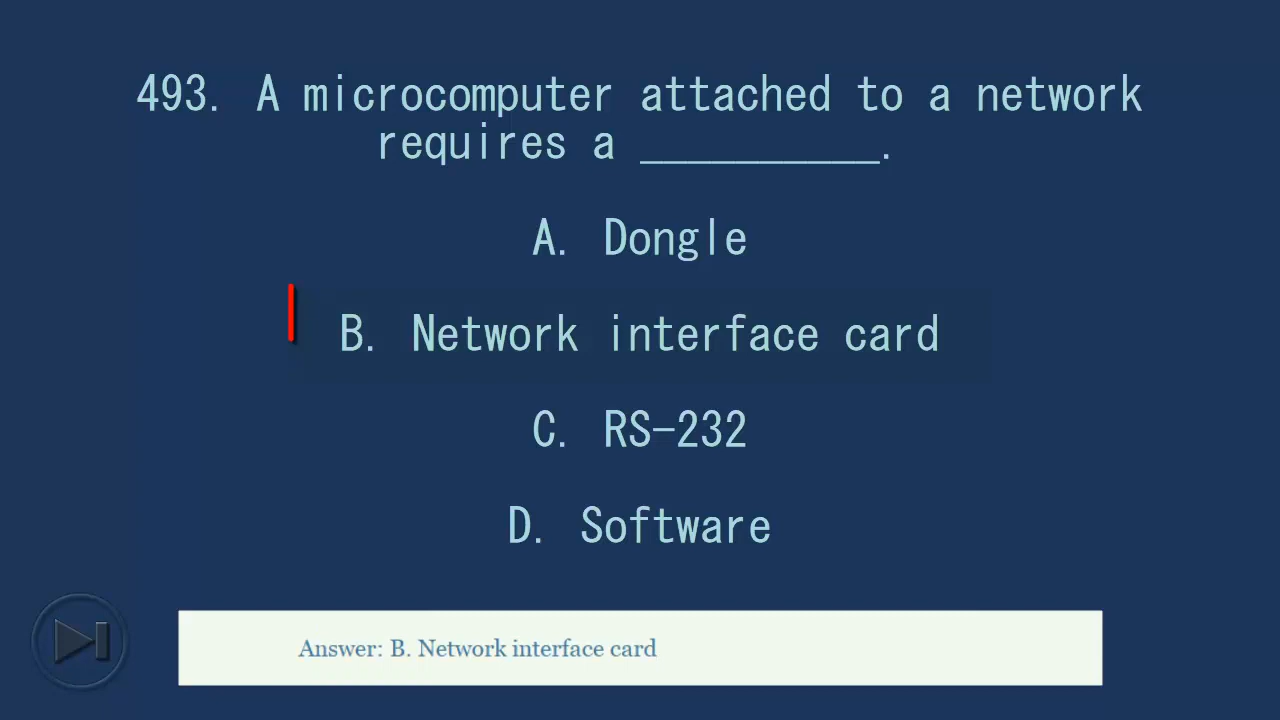 493. A microcomputer attached to a network
requires a __________.
A. Dongle
B. Network interface card
C. RS-232
D. Software
Answer: B. Network interface card